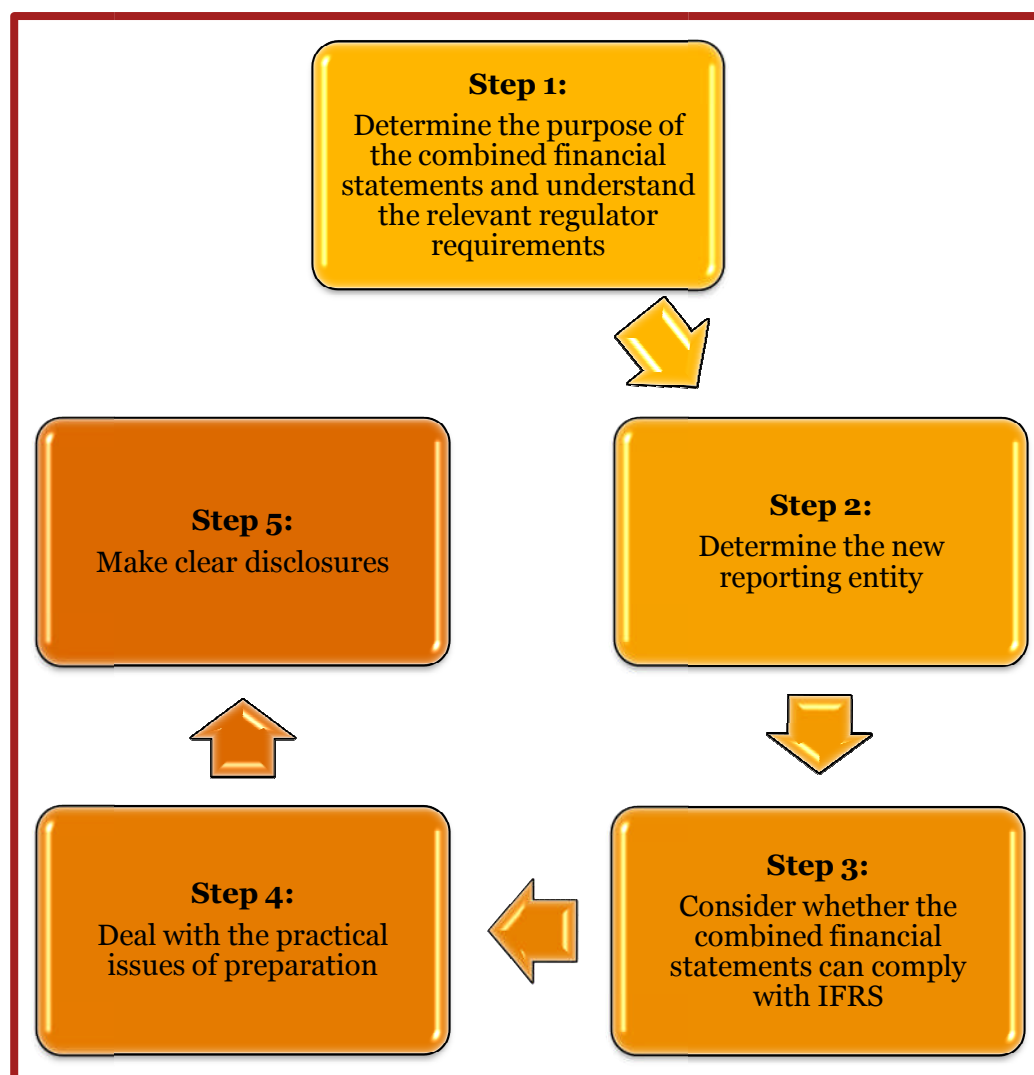 Step 1:
Determine the purpose of
the combined financial
statements and understand
the relevant regulator
requirements
Step 2:
Determine the new
reporting entity
Step 3:
Consider whether the
combined financial
statements can comply
with IFRS
Step 4:
Deal with the practical
issues of preparation
Step 5:
Make clear disclosures